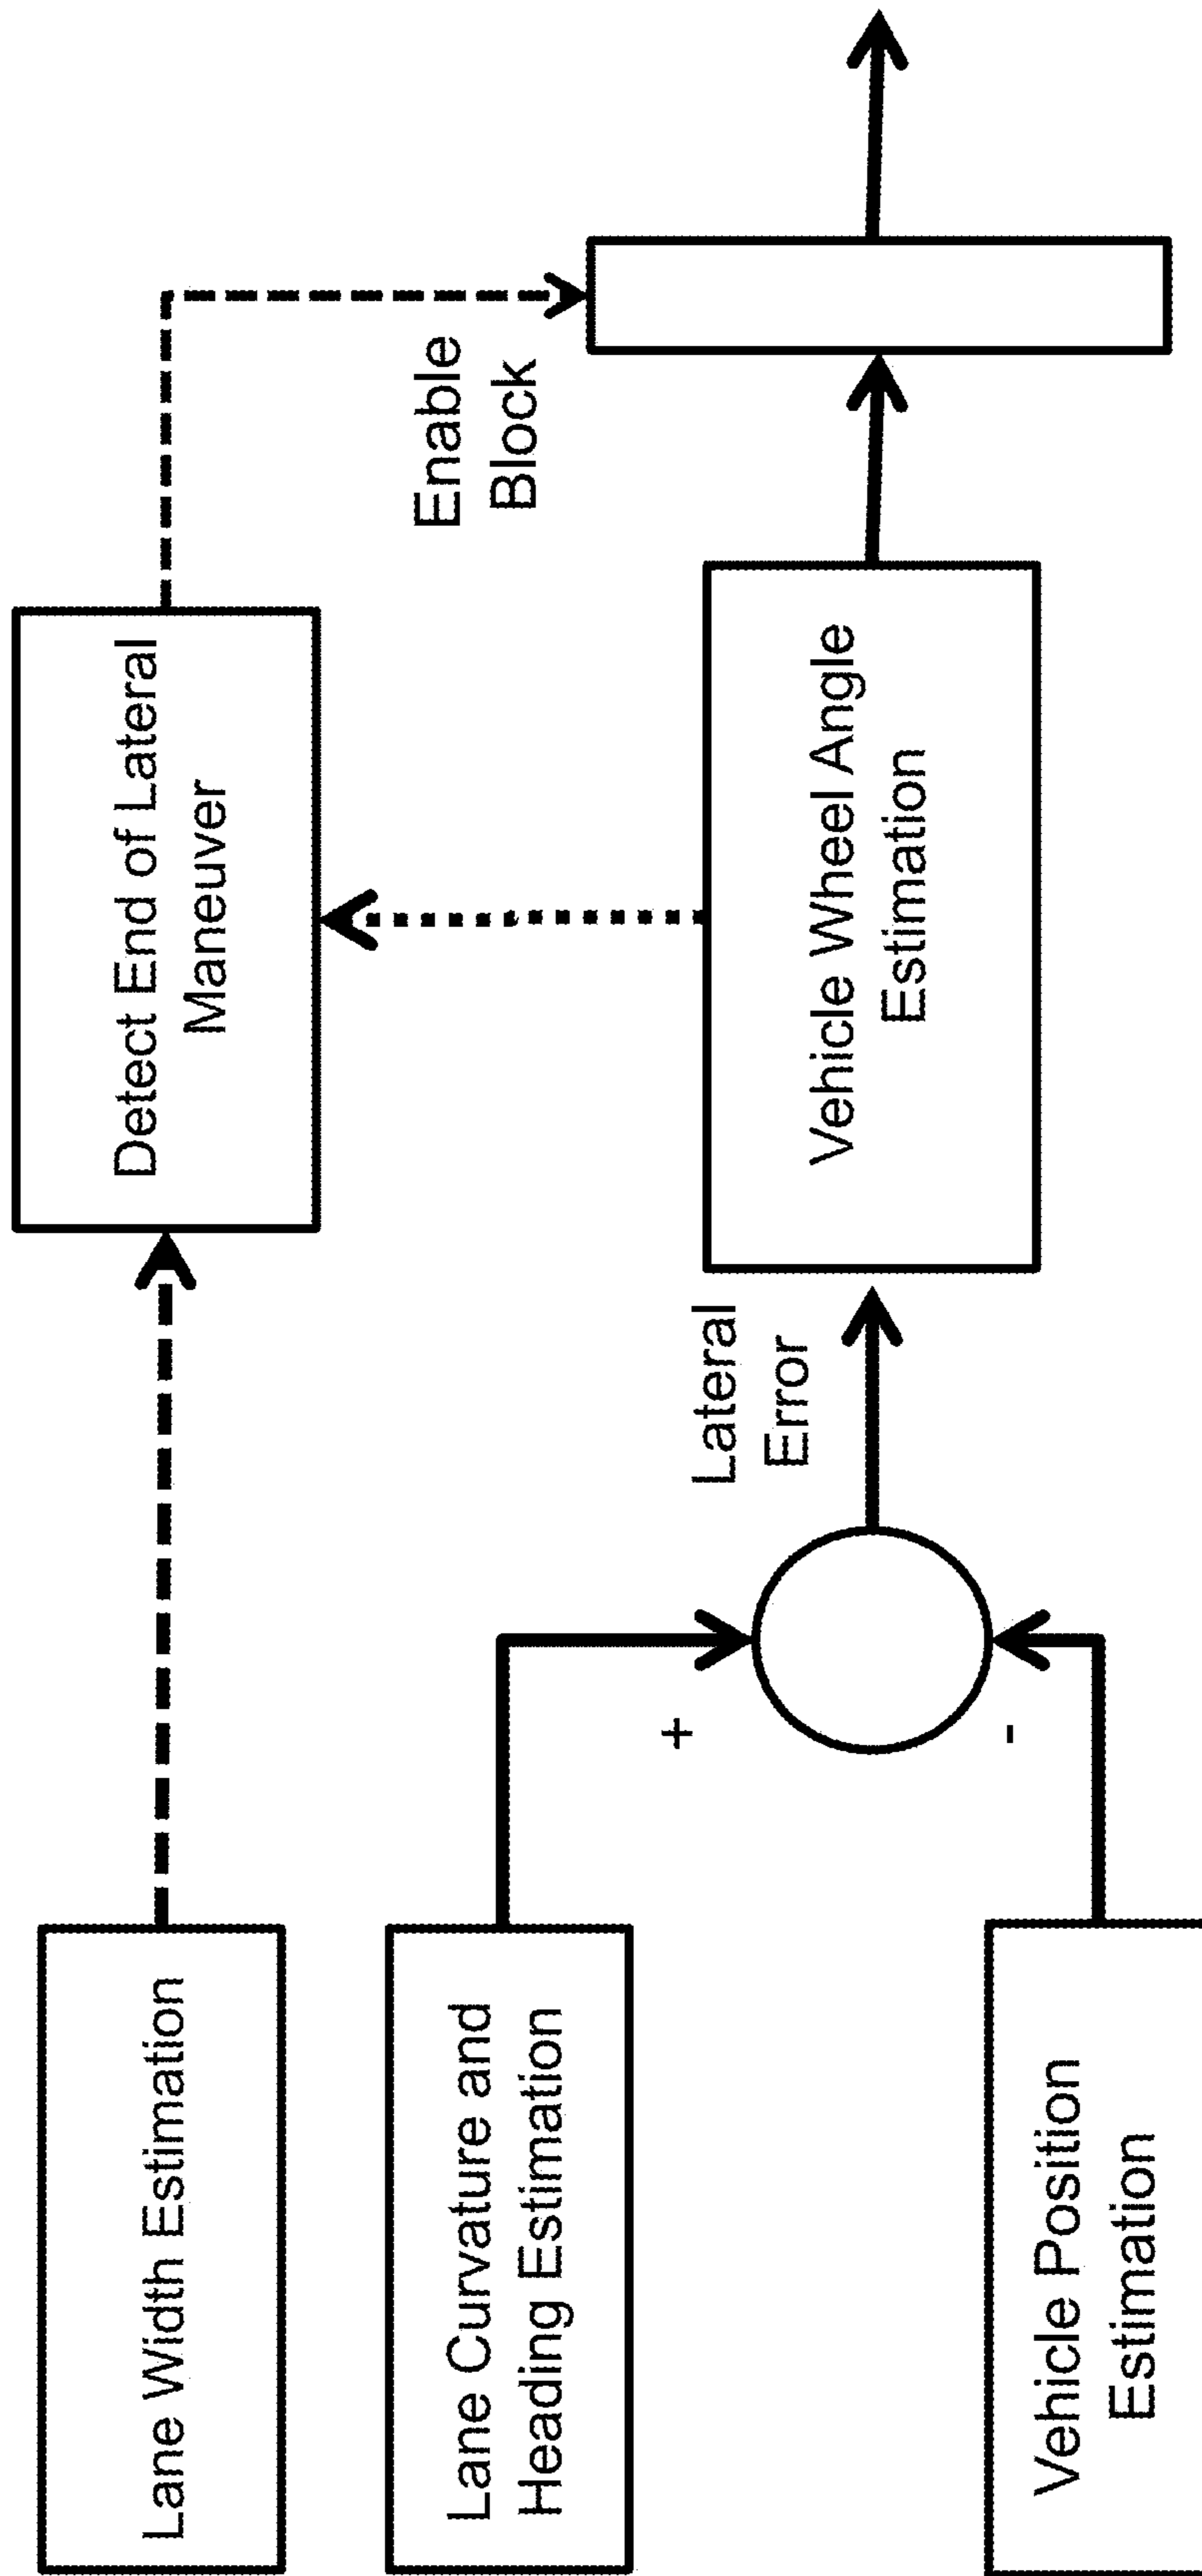 Lane Width Estimation
Detect End of Lateral
Maneuver
Enable
Block
Lane Curvature and
Heading Estimation
+
-
Lateral
Error
Vehicle Wheel Angle
Estimation
Vehicle Position
Estimation